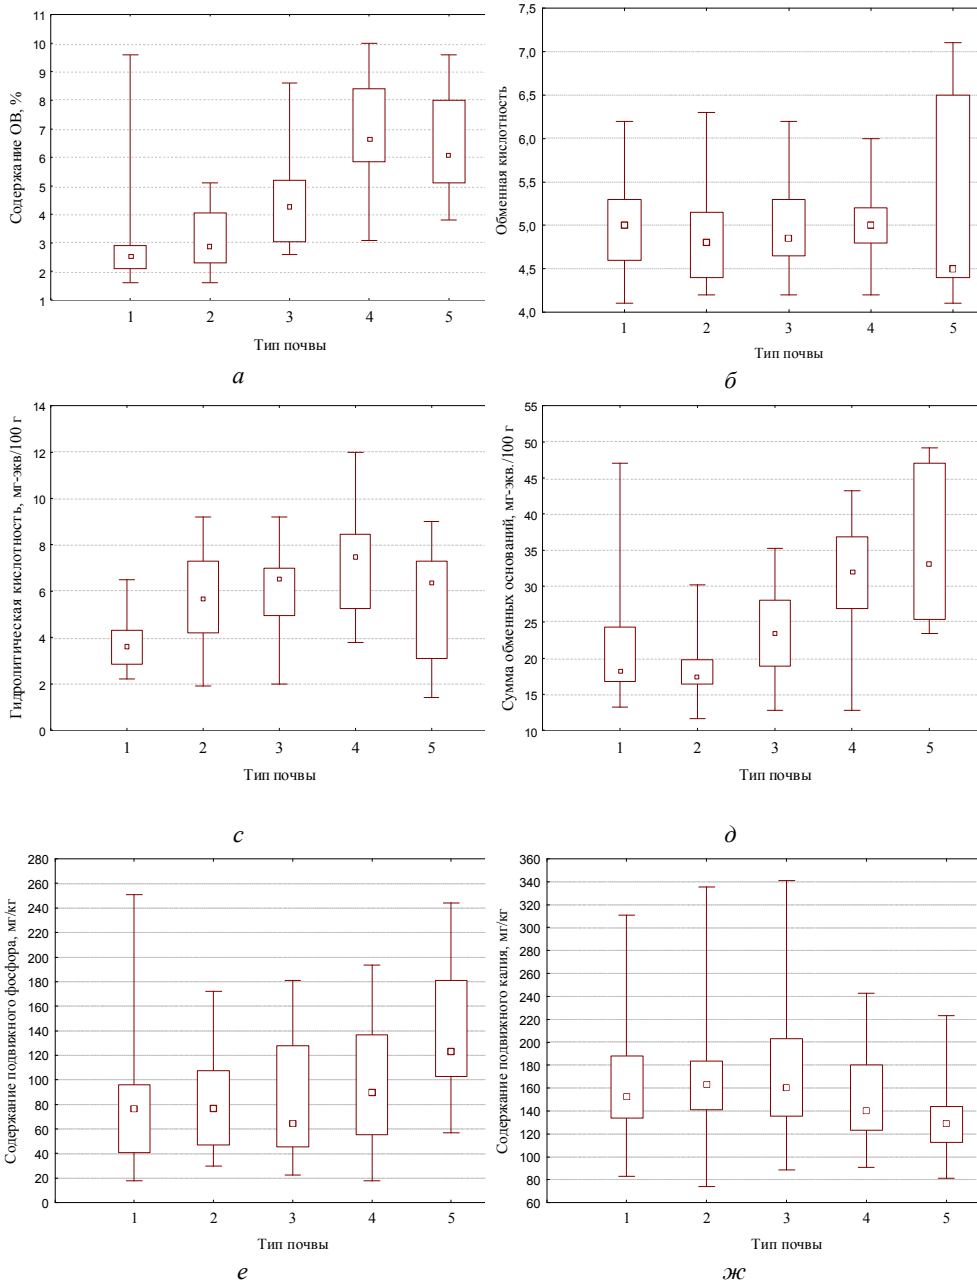 Содержание ОВ, %
11
10
9
8
7
6
5
4
3
2
1
1 2 3 4 5
Тип почвы
а
Обменная кислотность
7,5
7,0
6,5
6,0
5,5
5,0
4,5
4,0
1 2 3 4 5
Тип почвы
б
Гидролитическая кислотность, мг-экв/100 г
14
12
10
8
6
4
2
0
1 2 3 4 5
Тип почвы
с
Сумма обменных оснований, мг-экв./100 г
55
50
45
40
35
30
25
20
15
10
1 2 3 4 5
Тип почвы
д
Содержание подвижного фосфора, мг/кг
280
260
240
220
200
180
160
140
120
100
80
60
40
20
0
1 2 3 4 5
Тип почвы
е
Содержание подвижного калия, мг/кг
360
340
320
300
280
260
240
220
200
180
160
140
120
100
80
60
1 2 3 4 5
Тип почвы
ж